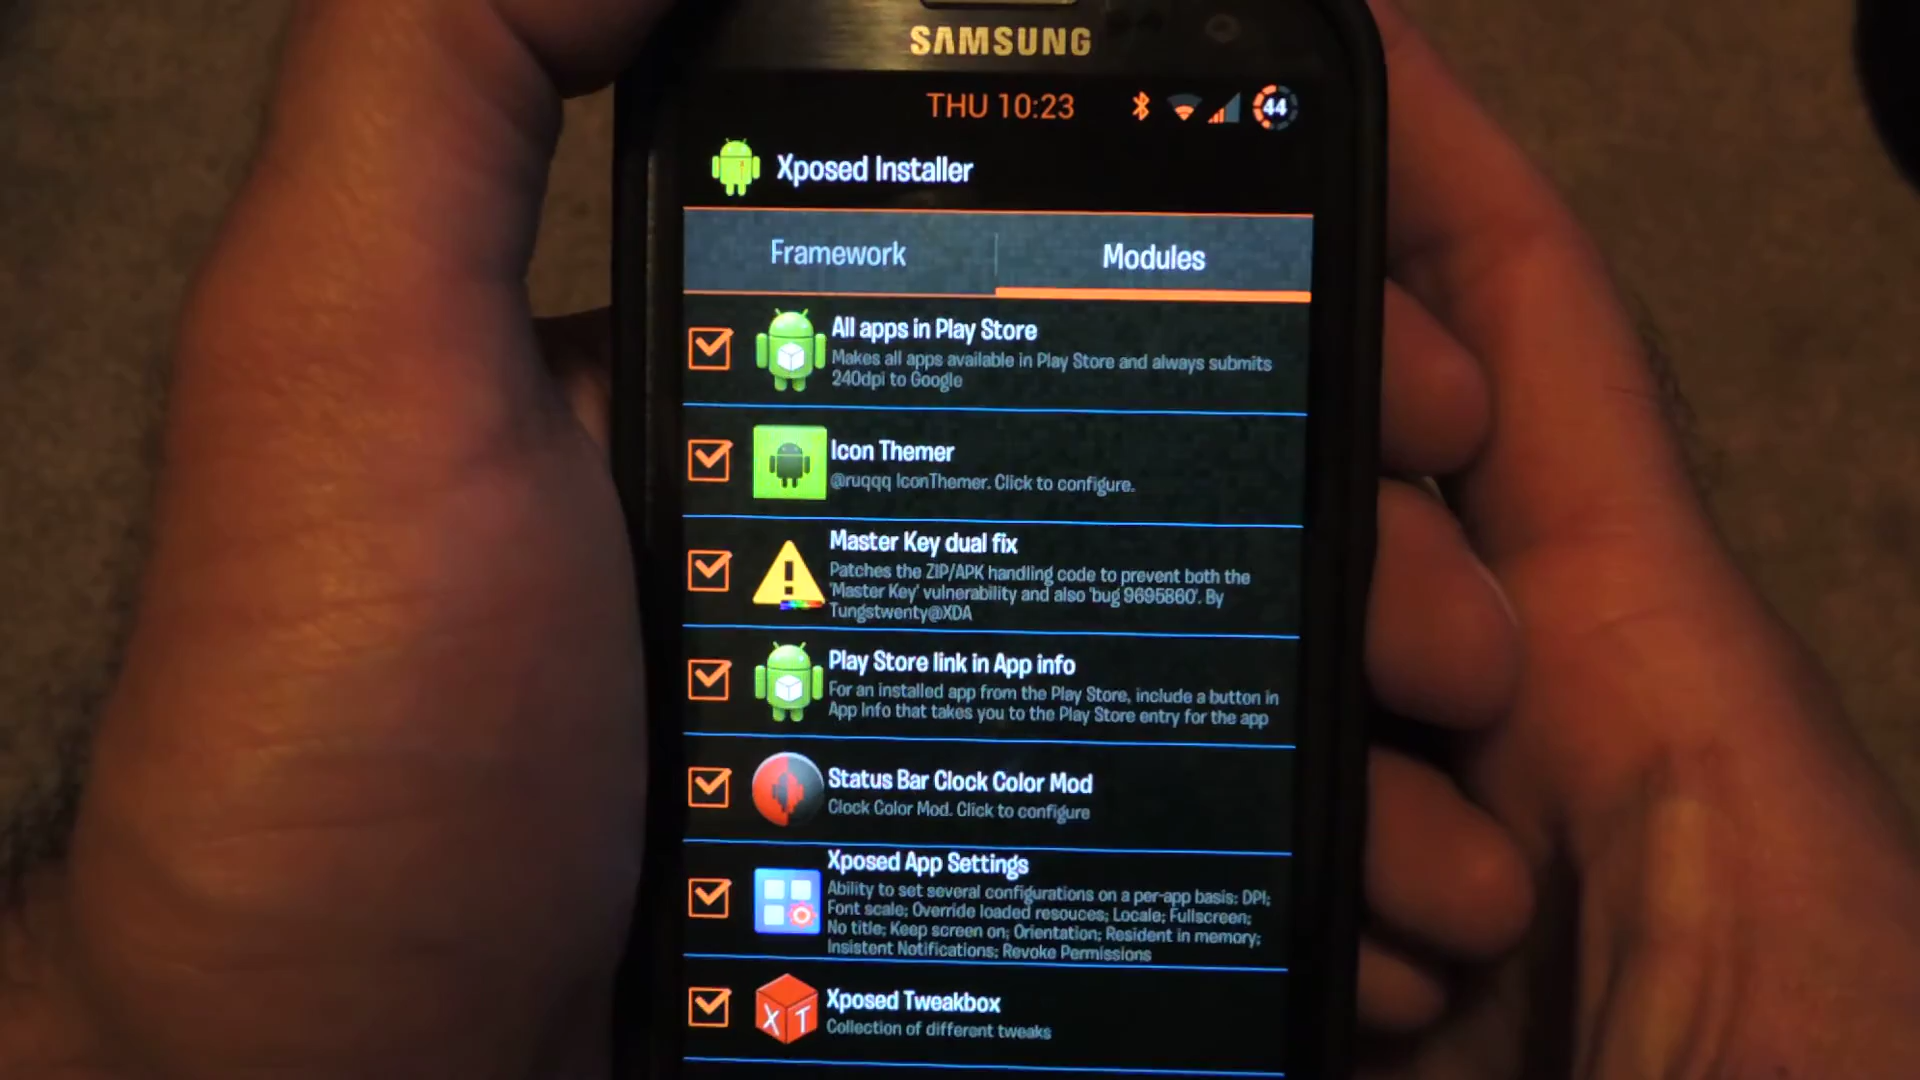 SAMSUNG
THU 10:23
44
Xposed Installer
Framework
Modules
All apps in Play Store
Makes all apps available in Play Store and always submits
240dpi to Google
Icon Themer
@ruqqq IconThemer. Click to configure.
Master Key dual fix
Patches the ZIP/APK handling code to prevent both the
'Master Key' vulnerability and also 'bug 9695860'. By
Tungstwenty@XDA
Play Store link in App info
For an installed app from the Play Store, include a button in
App Info that takes you to the Play Store entry for the app
Status Bar Clock Color Mod
Clock Color Mod. Click to configure
Xposed App Settings
Ability to set several configurations on a per-app basis: DPI;
Font scale; Override loaded resouces; Locale; Fullscreen;
No title; Keep screen on; Orientation; Resident in memory;
Insistent Notifications; Revoke Permissions
XT
Xposed Tweakbox
Collection of different tweaks